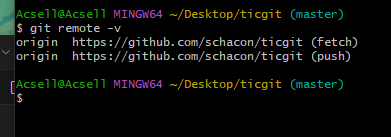 Acsell@Acsell MINGW64 ~/Desktop/ticgit (master)
$ git remote -v
origin  https://github.com/schacon/ticgit (fetch)
origin  https://github.com/schacon/ticgit (push)
Acsell@Acsell MINGW64 ~/Desktop/ticgit (master)
$